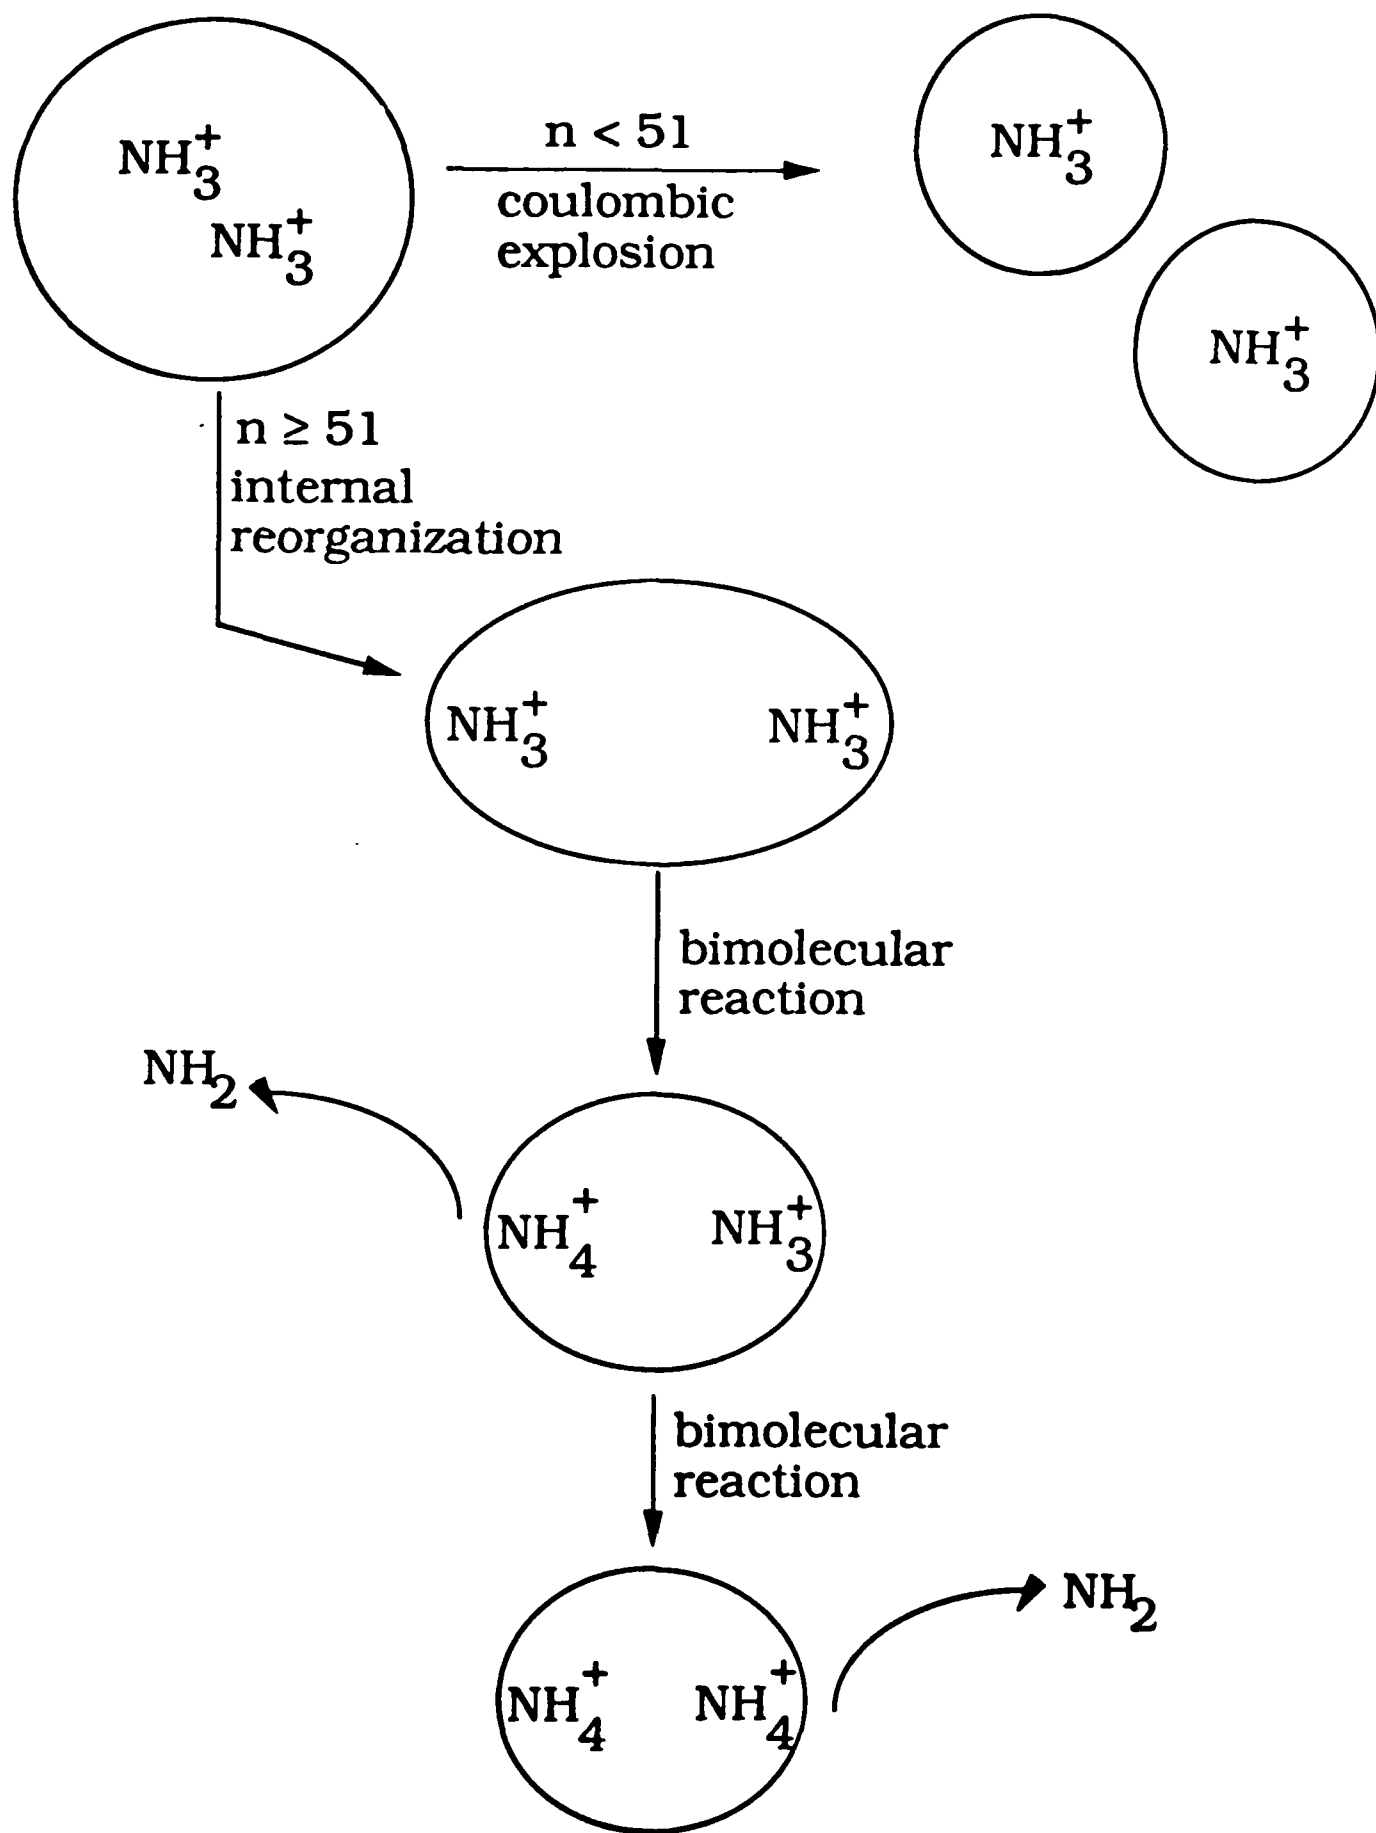 NH₃⁺
NH₃⁺
n < 51
coulombic
explosion
NH₃⁺
NH₃⁺
n ≥ 51
internal
reorganization
NH₃⁺ NH₃⁺
bimolecular
reaction
NH₂
NH₄⁺ NH₃⁺
bimolecular
reaction
NH₂
NH₄⁺ NH₄⁺